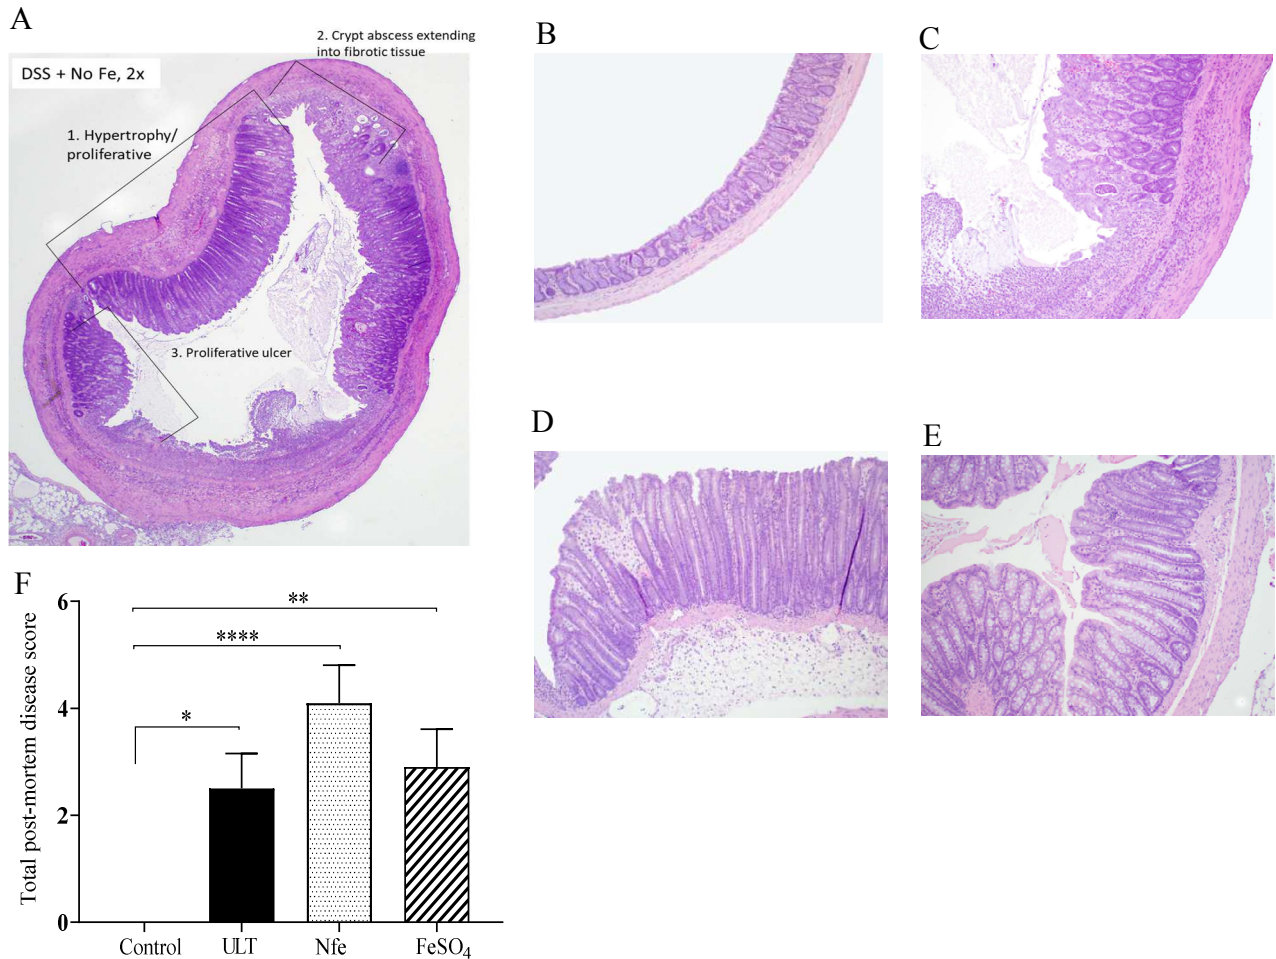 A
DSS + No Fe, 2x
1. Hypertrophy/
proliferative
2. Crypt abscess extending
into fibrotic tissue
3. Proliferative ulcer
B
C
D
E
F
Total post-mortem disease score
6
4
2
0
**
****
*
Control ULT Nfe FeSO4